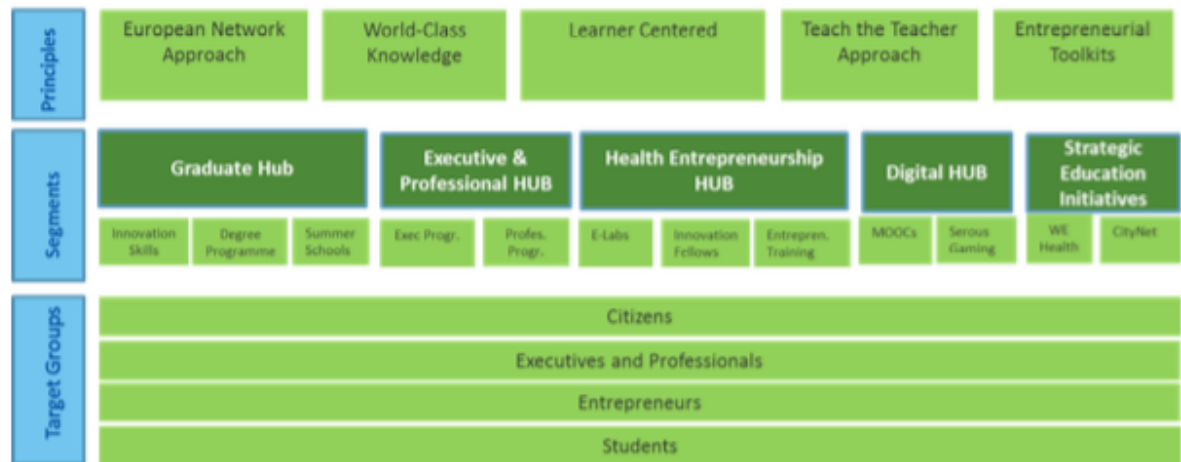 Principles
European Network
Approach
World-Class
Knowledge
Learner Centered
Teach the Teacher
Approach
Entrepreneurial
Toolkits
Segments
Graduate Hub
Executive &
Professional HUB
Health Entrepreneurship
HUB
Digital HUB
Strategic
Education
Initiatives
Innovation
Skills
Degree
Programme
Summer
Schools
Exec Progr.
Profes.
Progr.
E-Labs
Innovation
Fellows
Entrepren.
Training
MOOCs
Serous
Gaming
WE
Health
CityNet
Target Groups
Citizens
Executives and Professionals
Entrepreneurs
Students